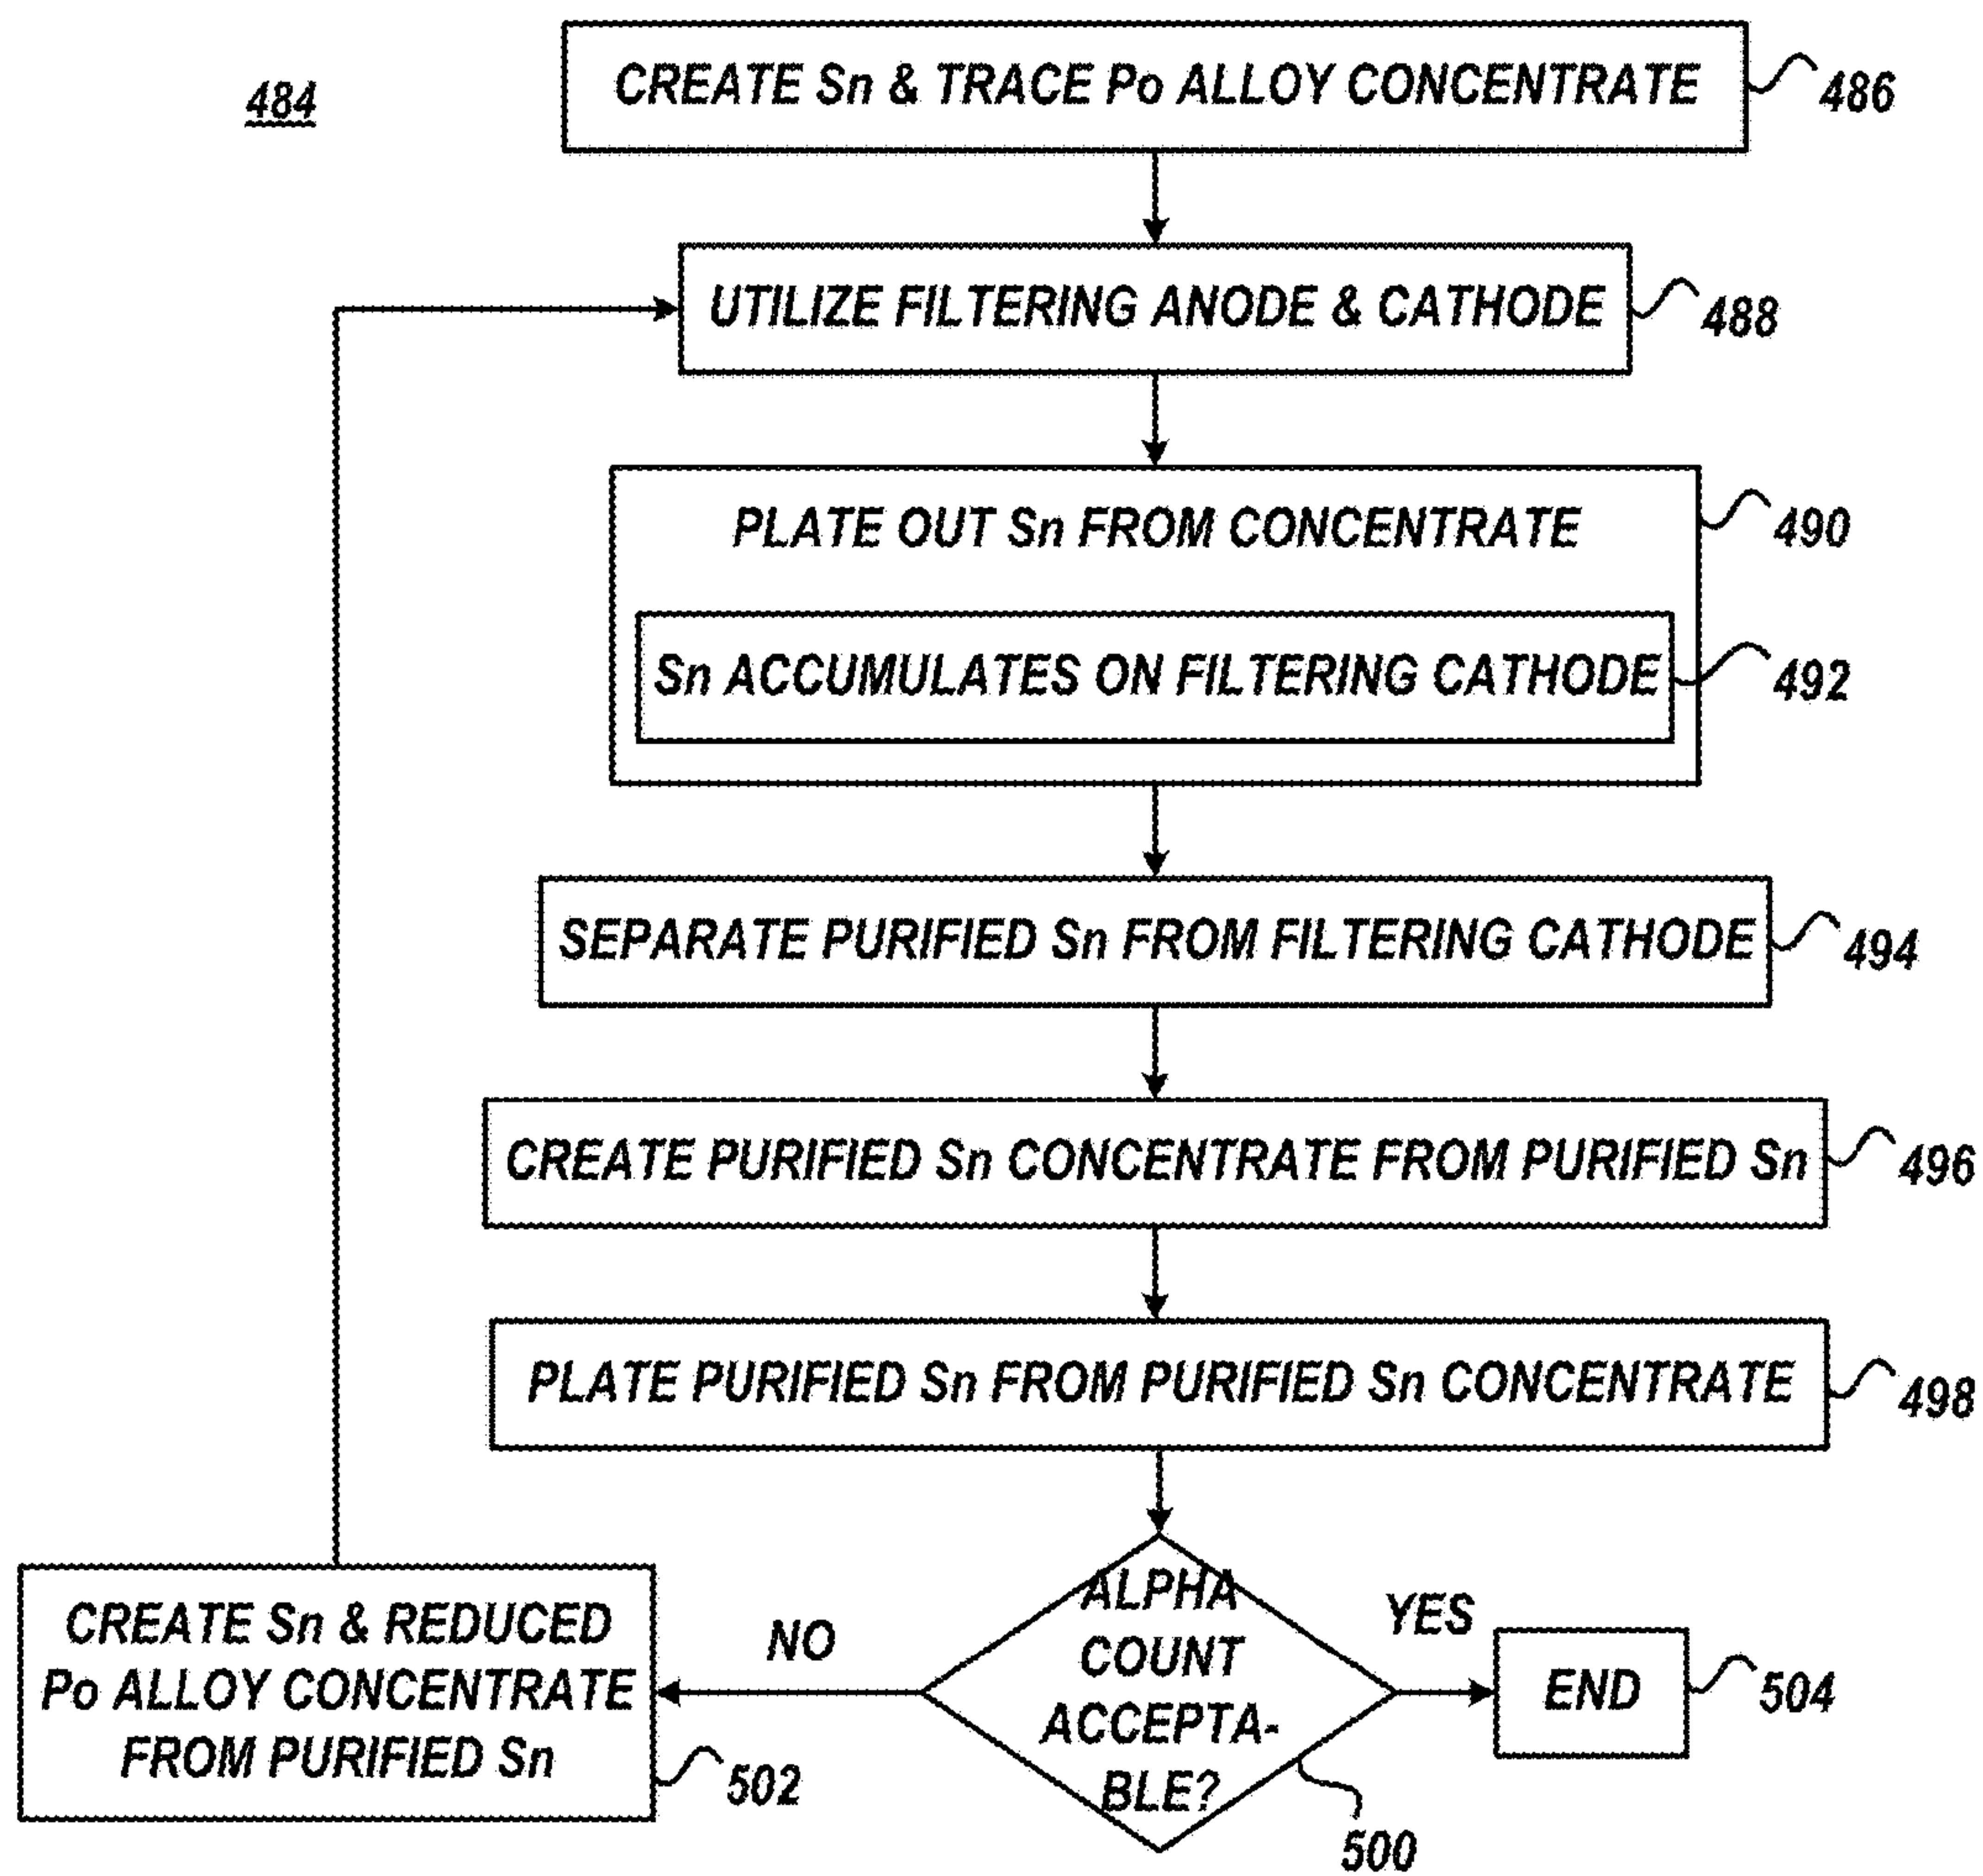 484
CREATE Sn & TRACE Po ALLOY CONCENTRATE
486
UTILIZE FILTERING ANODE & CATHODE
488
PLATE OUT Sn FROM CONCENTRATE
490
Sn ACCUMULATES ON FILTERING CATHODE
492
SEPARATE PURIFIED Sn FROM FILTERING CATHODE
494
CREATE PURIFIED Sn CONCENTRATE FROM PURIFIED Sn
496
PLATE PURIFIED Sn FROM PURIFIED Sn CONCENTRATE
498
ALPHA
COUNT
ACCEPTA-
BLE?
500
NO
CREATE Sn & REDUCED
Po ALLOY CONCENTRATE
FROM PURIFIED Sn
502
YES
END
504